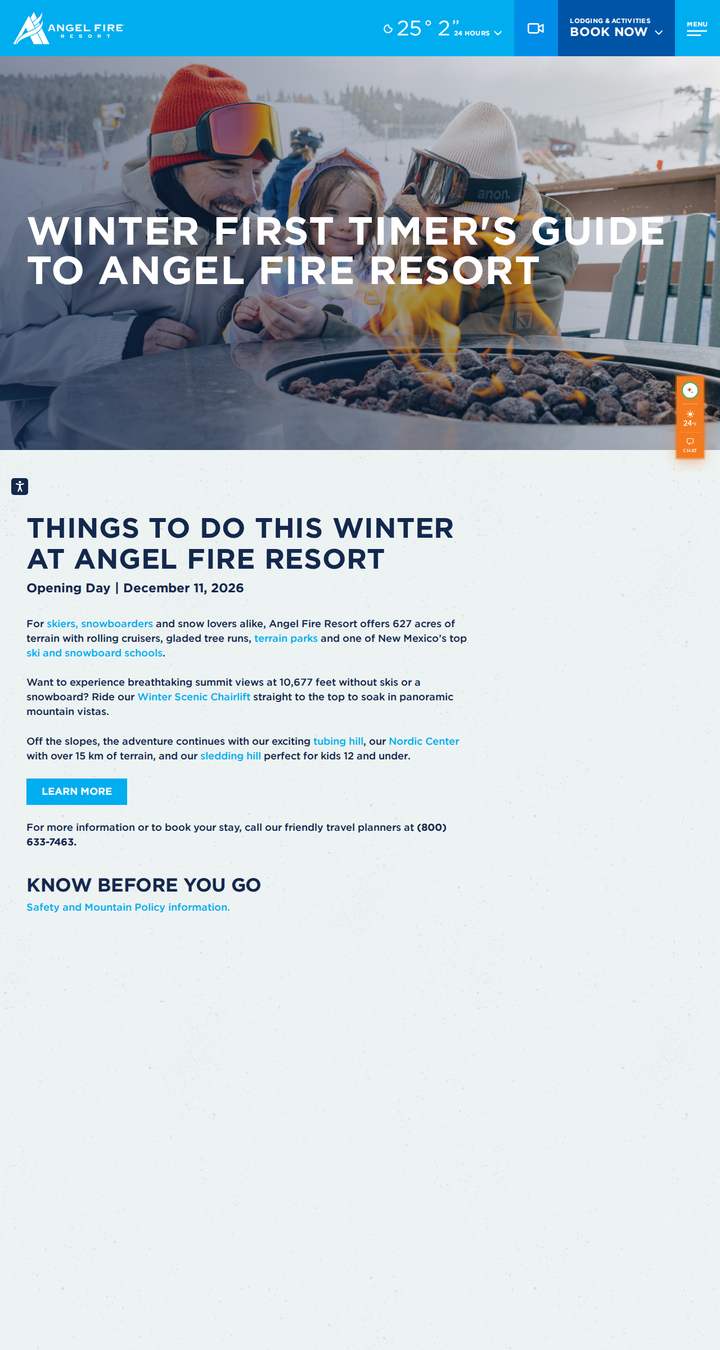 ANGEL FIRE
RESORT
25° 2”
24 HOURS
LODGING & ACTIVITIES
BOOK NOW
MENU
anon.
WINTER FIRST TIMER'S GUIDE
TO ANGEL FIRE RESORT
24°F
CHAT
THINGS TO DO THIS WINTER
AT ANGEL FIRE RESORT
Opening Day | December 11, 2026
For skiers, snowboarders and snow lovers alike, Angel Fire Resort offers 627 acres of
terrain with rolling cruisers, gladed tree runs, terrain parks and one of New Mexico's top
ski and snowboard schools.
Want to experience breathtaking summit views at 10,677 feet without skis or a
snowboard? Ride our Winter Scenic Chairlift straight to the top to soak in panoramic
mountain vistas.
Off the slopes, the adventure continues with our exciting tubing hill, our Nordic Center
with over 15 km of terrain, and our sledding hill perfect for kids 12 and under.
LEARN MORE
For more information or to book your stay, call our friendly travel planners at (800)
633-7463.
KNOW BEFORE YOU GO
Safety and Mountain Policy information.